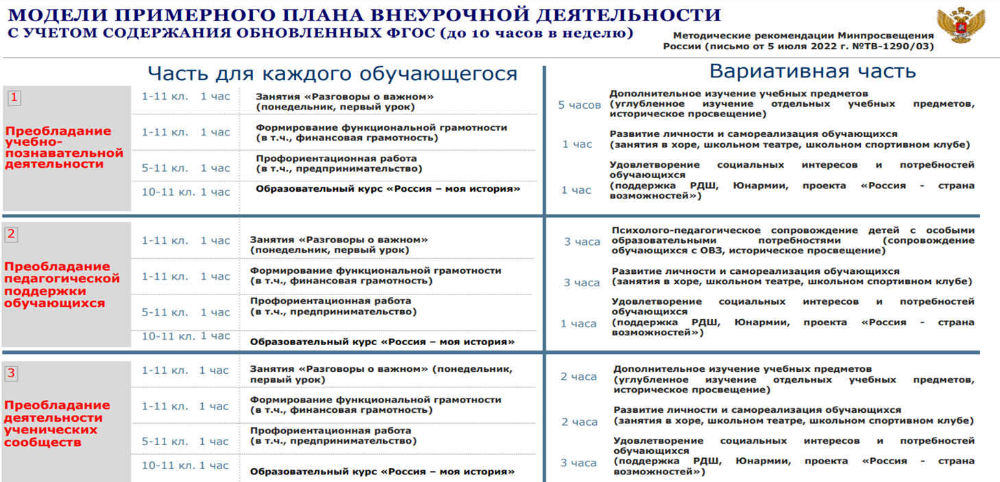 МОДЕЛИ ПРИМЕРНОГО ПЛАНА ВНЕУРОЧНОЙ ДЕЯТЕЛЬНОСТИ
С УЧЕТОМ СОДЕРЖАНИЯ ОБНОВЛЕННЫХ ФГОС (до 10 часов в неделю)
Методические рекомендации Минпросвещения
России (письмо от 5 июля 2022 г. №ТВ-1290/03)
Часть для каждого обучающегося
Вариативная часть
1
Преобладание
учебно-
познавательной
деятельности
1-11 кл. 1 час
Занятия «Разговоры о важном»
(понедельник, первый урок)
1-11 кл. 1 час
Формирование функциональной грамотности
(в т.ч., финансовая грамотность)
5-11 кл. 1 час
Профориентационная работа
(в т.ч., предпринимательство)
10-11 кл. 1 час
Образовательный курс «Россия – моя история»
5 часов
Дополнительное изучение учебных предметов
(углубленное изучение отдельных учебных предметов,
историческое просвещение)
1 час
Развитие личности и самореализация обучающихся
(занятия в хоре, школьном театре, школьном спортивном клубе)
1 час
Удовлетворение социальных интересов и потребностей
обучающихся
(поддержка РДШ, Юнармии, проекта «Россия - страна
возможностей»)
2
Преобладание
педагогической
поддержки
обучающихся
1-11 кл. 1 час
Занятия «Разговоры о важном»
(понедельник, первый урок)
1-11 кл. 1 час
Формирование функциональной грамотности
(в т.ч., финансовая грамотность)
5-11 кл. 1 час
Профориентационная работа
(в т.ч., предпринимательство)
10-11 кл. 1 час
Образовательный курс «Россия – моя история»
3 часа
Психолого-педагогическое сопровождение детей с особыми
образовательными потребностями (сопровождение
обучающихся с ОВЗ, историческое просвещение)
3 часа
Развитие личности и самореализация обучающихся
(занятия в хоре, школьном театре, школьном спортивном клубе)
1 часа
Удовлетворение социальных интересов и потребностей
обучающихся
(поддержка РДШ, Юнармии, проекта «Россия - страна
возможностей»)
3
Преобладание
деятельности
ученических
сообществ
1-11 кл. 1 час
Занятия «Разговоры о важном» (понедельник,
первый урок)
1-11 кл. 1 час
Формирование функциональной грамотности
(в т.ч., финансовая грамотность)
5-11 кл. 1 час
Профориентационная работа
(в т.ч., предпринимательство)
10-11 кл. 1 час
Образовательный курс «Россия – моя история»
2 часа
Дополнительное изучение учебных предметов
(углубленное изучение отдельных учебных предметов,
историческое просвещение)
2 часа
Развитие личности и самореализация обучающихся
(занятия в хоре, школьном театре, школьном спортивном клубе)
3 часа
Удовлетворение социальных интересов и потребностей
обучающихся
(поддержка РДШ, Юнармии, проекта «Россия - страна
возможностей»)